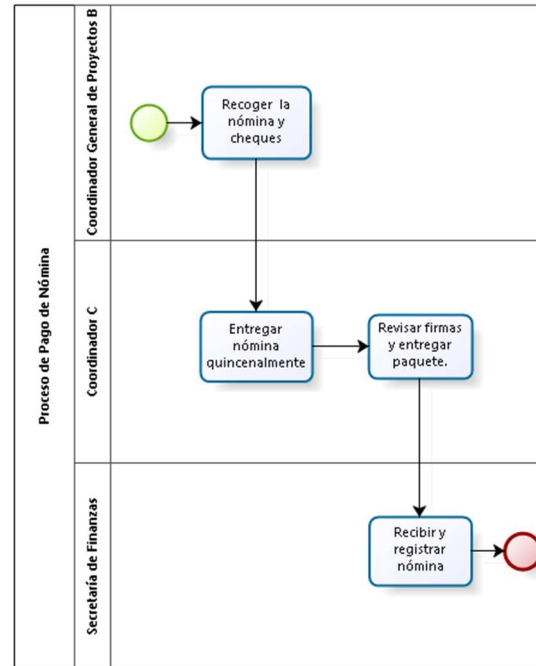 Proceso de Pago de Nómina
Coordinador General de Proyectos B
Recoger la
nómina y
cheques
Coordinador C
Entregar
nómina
quincenalmente
Revisar firmas
y entregar
paquete.
Secretaría de Finanzas
Recibir y
registrar
nómina